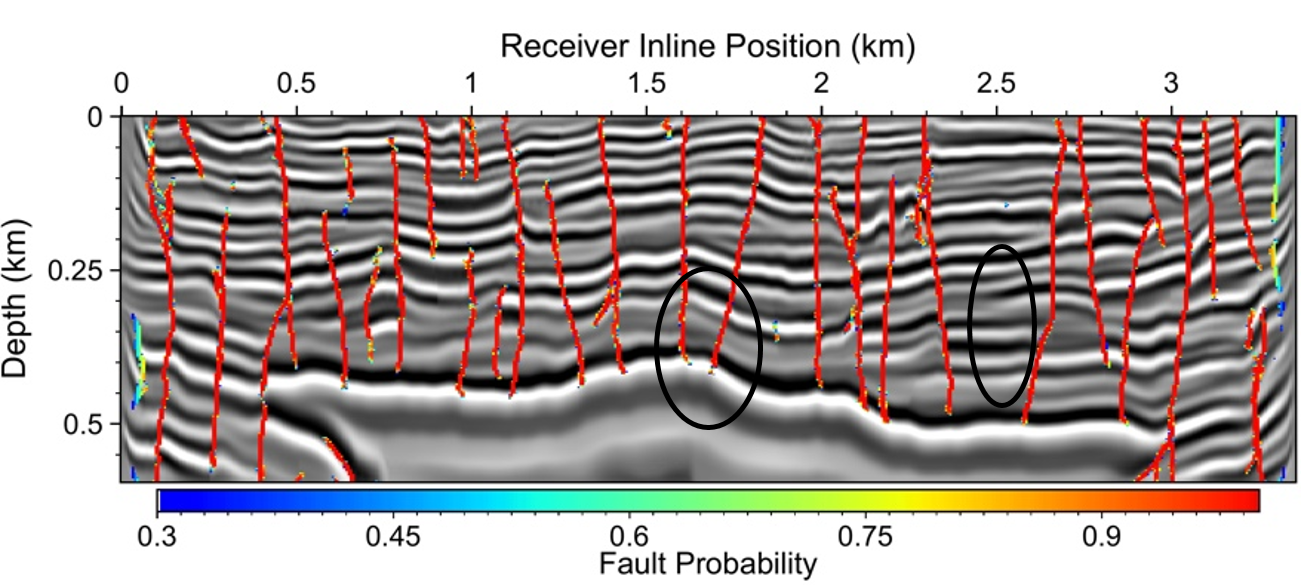 Receiver Inline Position (km)
0 0.5 1 1.5 2 2.5 3
0
0.25
0.5
Depth (km)
0.3 0.45 0.6 0.75 0.9
Fault Probability